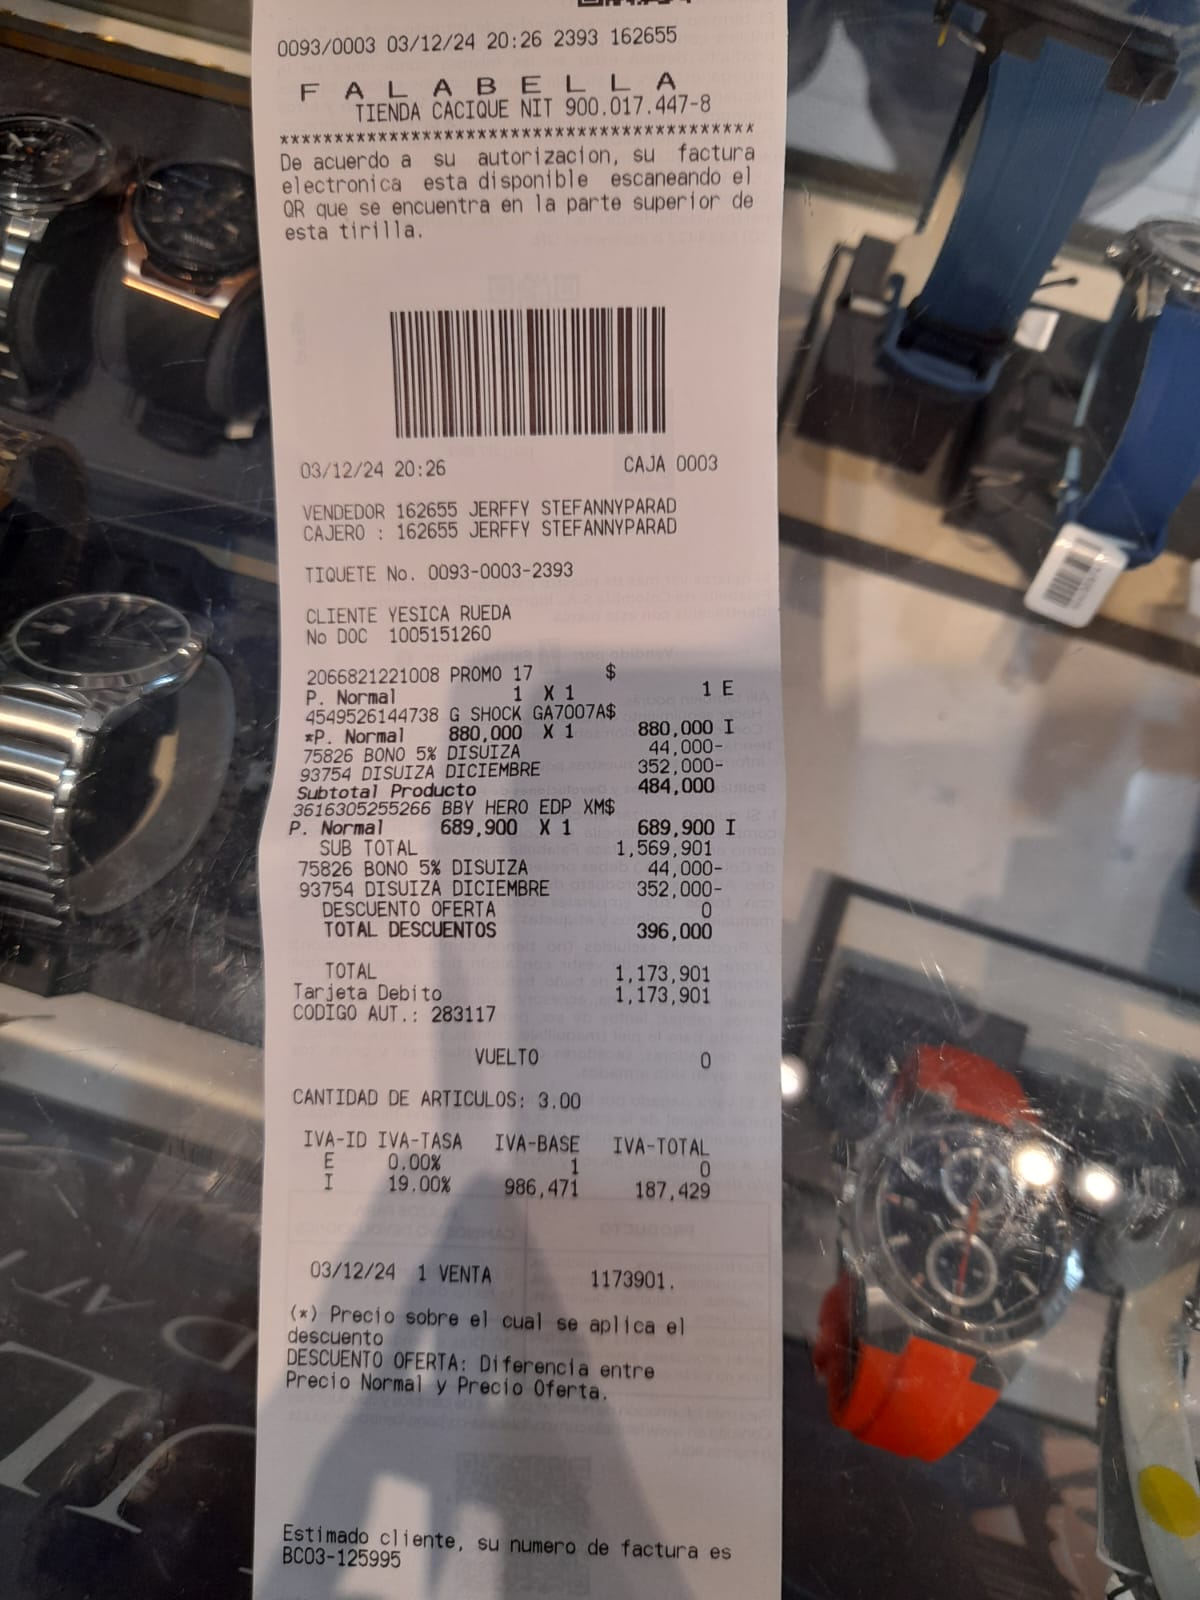 0093/0003 03/12/24 20:26 2393 162655
F A L A B E L L A
TIENDA CACIQUE NIT 900.017.447-8
******************************************
De acuerdo a su autorizacion, su factura
electronica esta disponible escaneando el
QR que se encuentra en la parte superior de
esta tirilla.
03/12/24 20:26 CAJA 0003
VENDEDOR 162655 JERFFY STEFANNYPARAD
CAJERO : 162655 JERFFY STEFANNYPARAD
TIQUETE No. 0093-0003-2393
CLIENTE YESICA RUEDA
No DOC 1005151260
2066821221008 PROMO 17 $
P. Normal 1 X 1 1 E
4549526144738 G SHOCK GA7007A$
*P. Normal 880,000 X 1 880,000 I
75826 BONO 5% DISUIZA 44,000-
93754 DISUIZA DICIEMBRE 352,000-
Subtotal Producto 484,000
3616305255266 BBY HERO EDP XM$
P. Normal 689,900 X 1 689,900 I
SUB TOTAL 1,569,901
75826 BONO 5% DISUIZA 44,000-
93754 DISUIZA DICIEMBRE 352,000-
DESCUENTO OFERTA 0
TOTAL DESCUENTOS 396,000
TOTAL 1,173,901
Tarjeta Debito 1,173,901
CODIGO AUT.: 283117
VUELTO 0
CANTIDAD DE ARTICULOS: 3.00
IVA-ID IVA-TASA IVA-BASE IVA-TOTAL
E 0.00% 1 0
I 19.00% 986,471 187,429
03/12/24 1 VENTA 1173901.
(*) Precio sobre el cual se aplica el
descuento
DESCUENTO OFERTA: Diferencia entre
Precio Normal y Precio Oferta.
Estimado cliente, su numero de factura es
BC03-125995